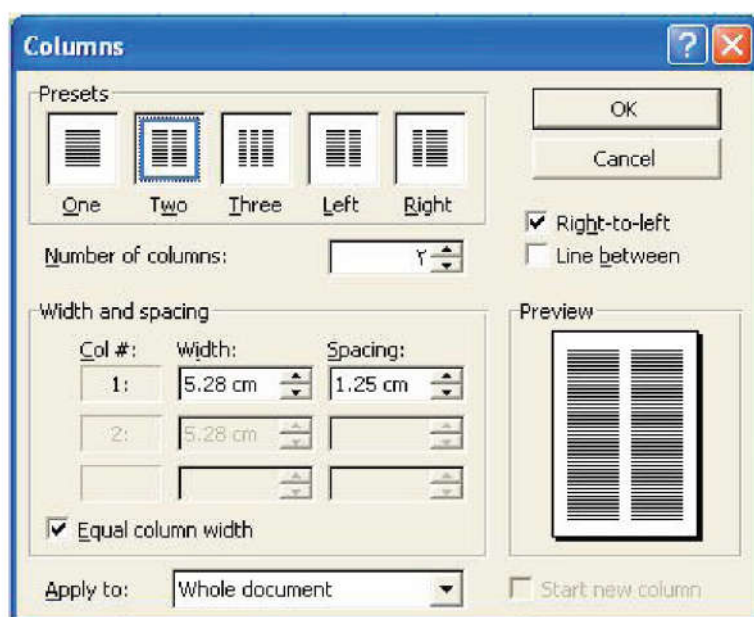 Columns
Presets
One Two Three Left Right
OK
Cancel
Number of columns: ٢
Right-to-left
Line between
Width and spacing
Col #: Width: Spacing:
1: 5.28 cm 1.25 cm
2: 5.28 cm
Equal column width
Preview
Apply to: Whole document
Start new column